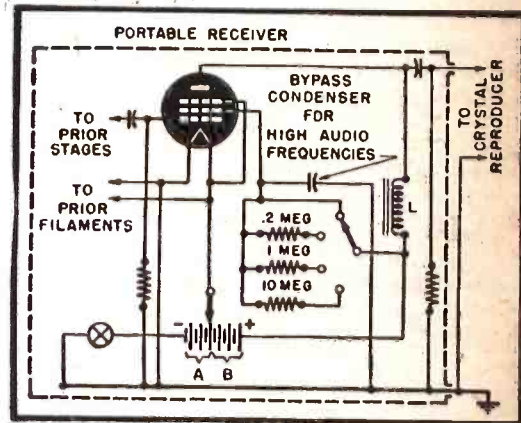 PORTABLE RECEIVER
BYPASS
CONDENSER
FOR
HIGH AUDIO
FREQUENCIES
TO
PRIOR
STAGES
TO
PRIOR
FILAMENTS
TO
CRYSTAL
REPRODUCER
L
.2 MEG
1 MEG
10 MEG
- +
A B